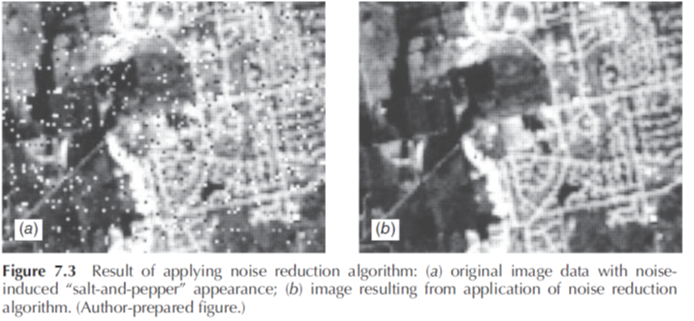 (a)
(b)
Figure 7.3 Result of applying noise reduction algorithm: (a) original image data with noise-
induced “salt-and-pepper” appearance; (b) image resulting from application of noise reduction
algorithm. (Author-prepared figure.)